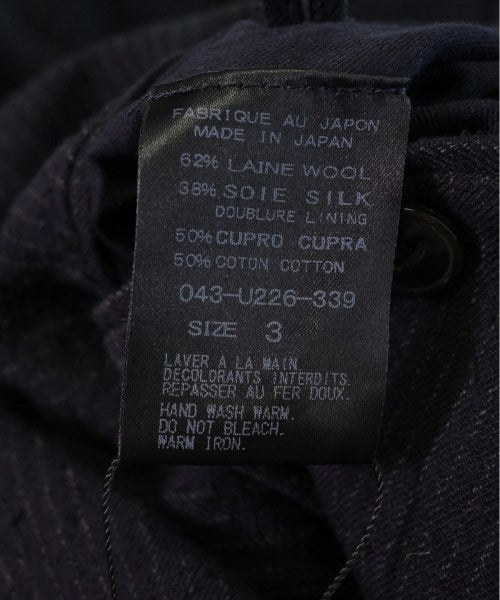 FABRIQUE AU JAPON
MADE IN JAPAN
62% LAINE WOOL
38% SOIE SILK
DOUBLURE LINING
50% CUPRO CUPRA
50% COTON COTTON
043-U226-339
SIZE 3
LAVER A LA MAIN.
DECOLORANTS INTERDITS.
REPASSER AU FER DOUX.
HAND WASH WARM.
DO NOT BLEACH.
WARM IRON.